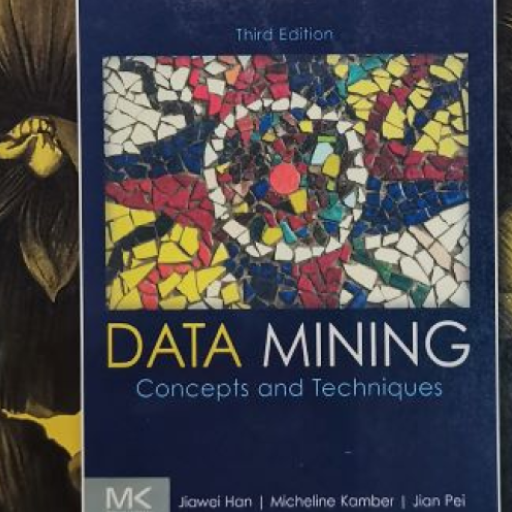 Third Edition
DATA MINING
Concepts and Techniques
MK
Jiawei Han | Micheline Kamber | Jian Pei